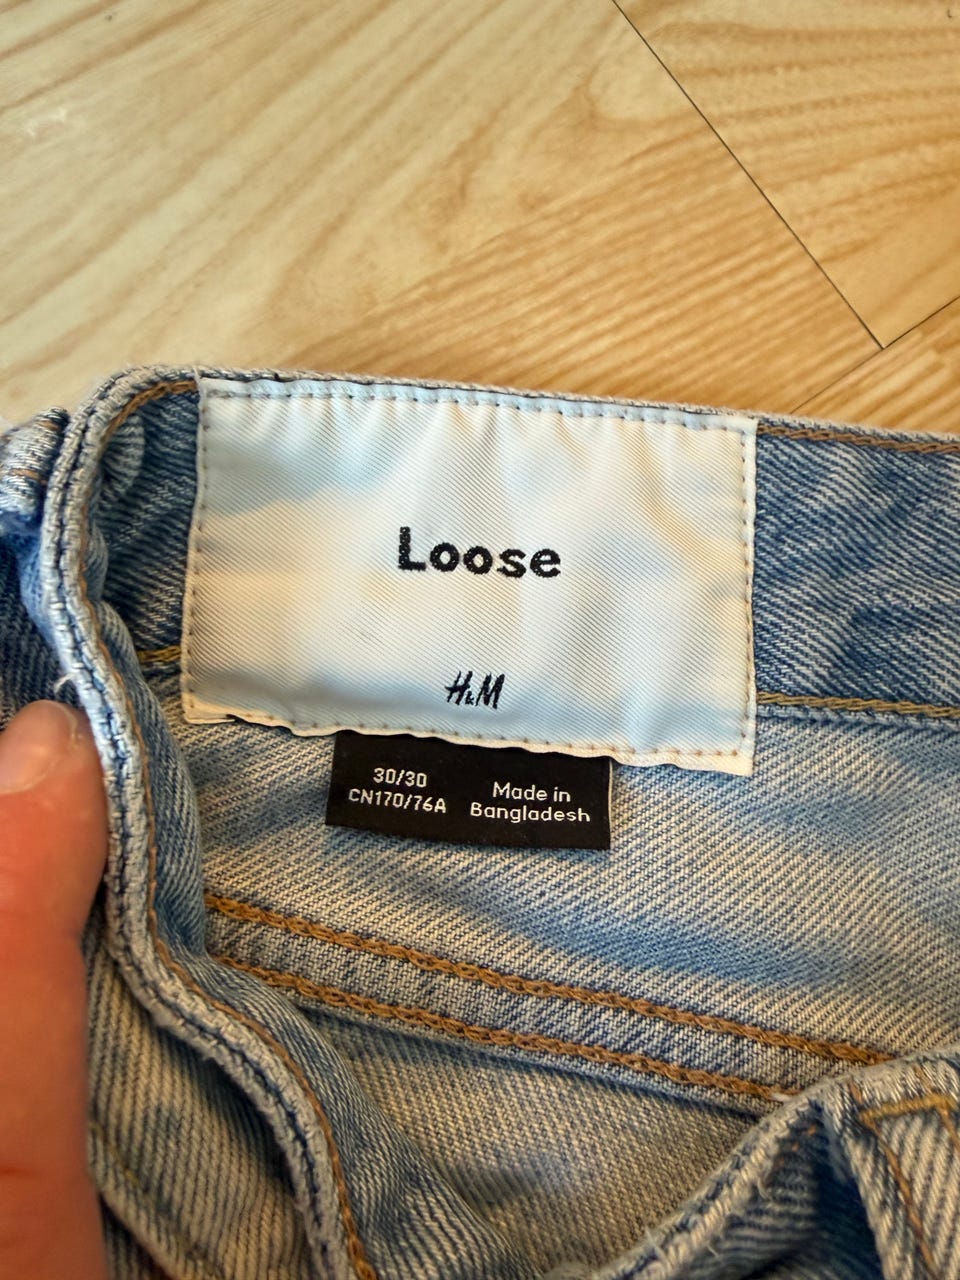 Loose
H&M
30/30
CN170/76A
Made in
Bangladesh